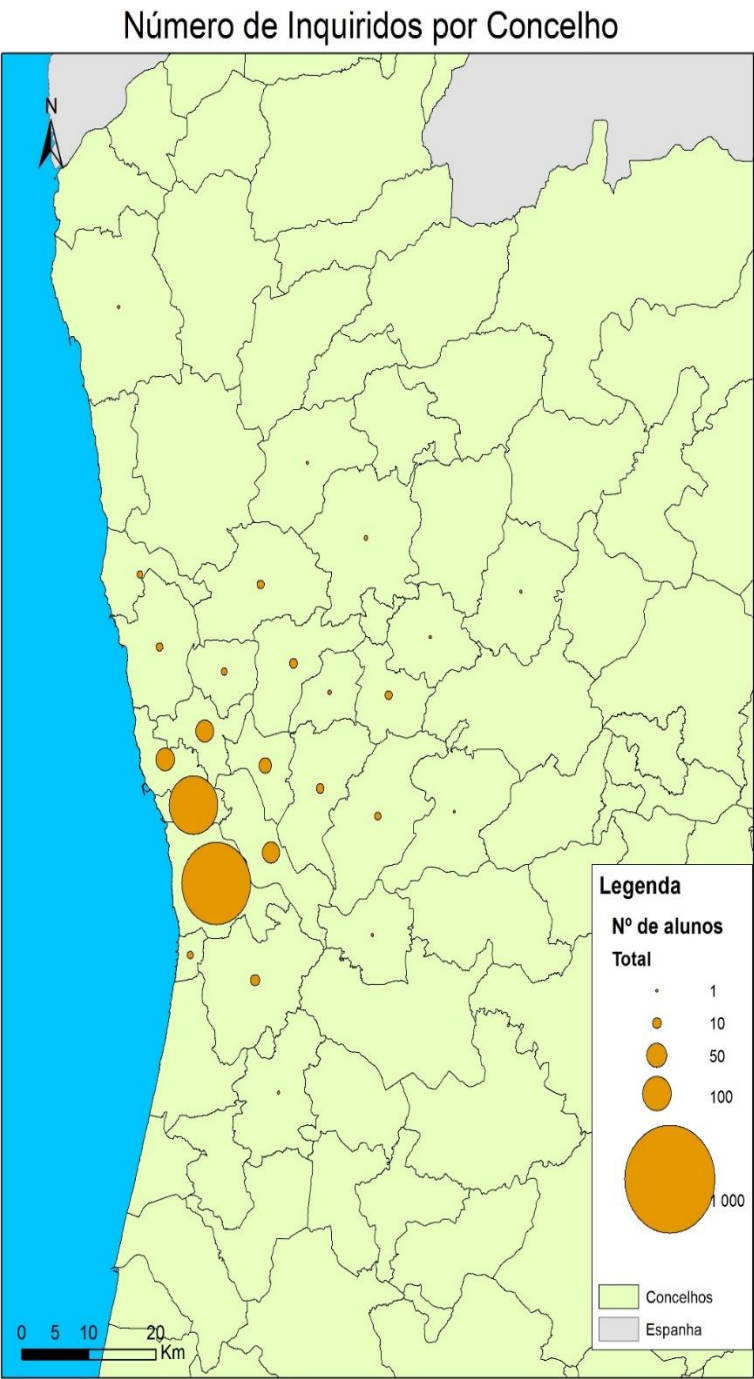 Número de Inquiridos por Concelho
N
Legenda
Nº de alunos
Total
1
10
50
100
1 000
Concelhos
Espanha
0 5 10 20
Km